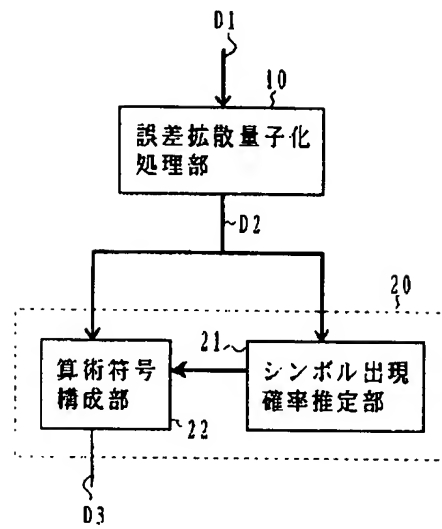 D1
10
誤差拡散量子化
処理部
D2
20
21
算術符号
構成部
シンボル出現
確率推定部
22
D3